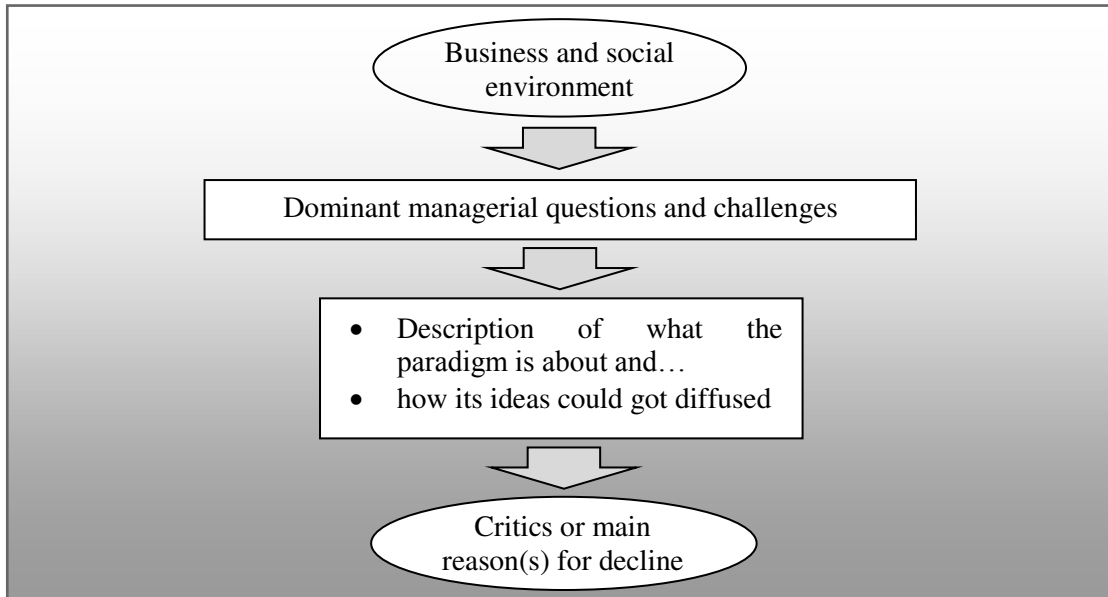 Business and social
environment
Dominant managerial questions and challenges
• Description of what the
paradigm is about and…
• how its ideas could got diffused
Critics or main
reason(s) for decline